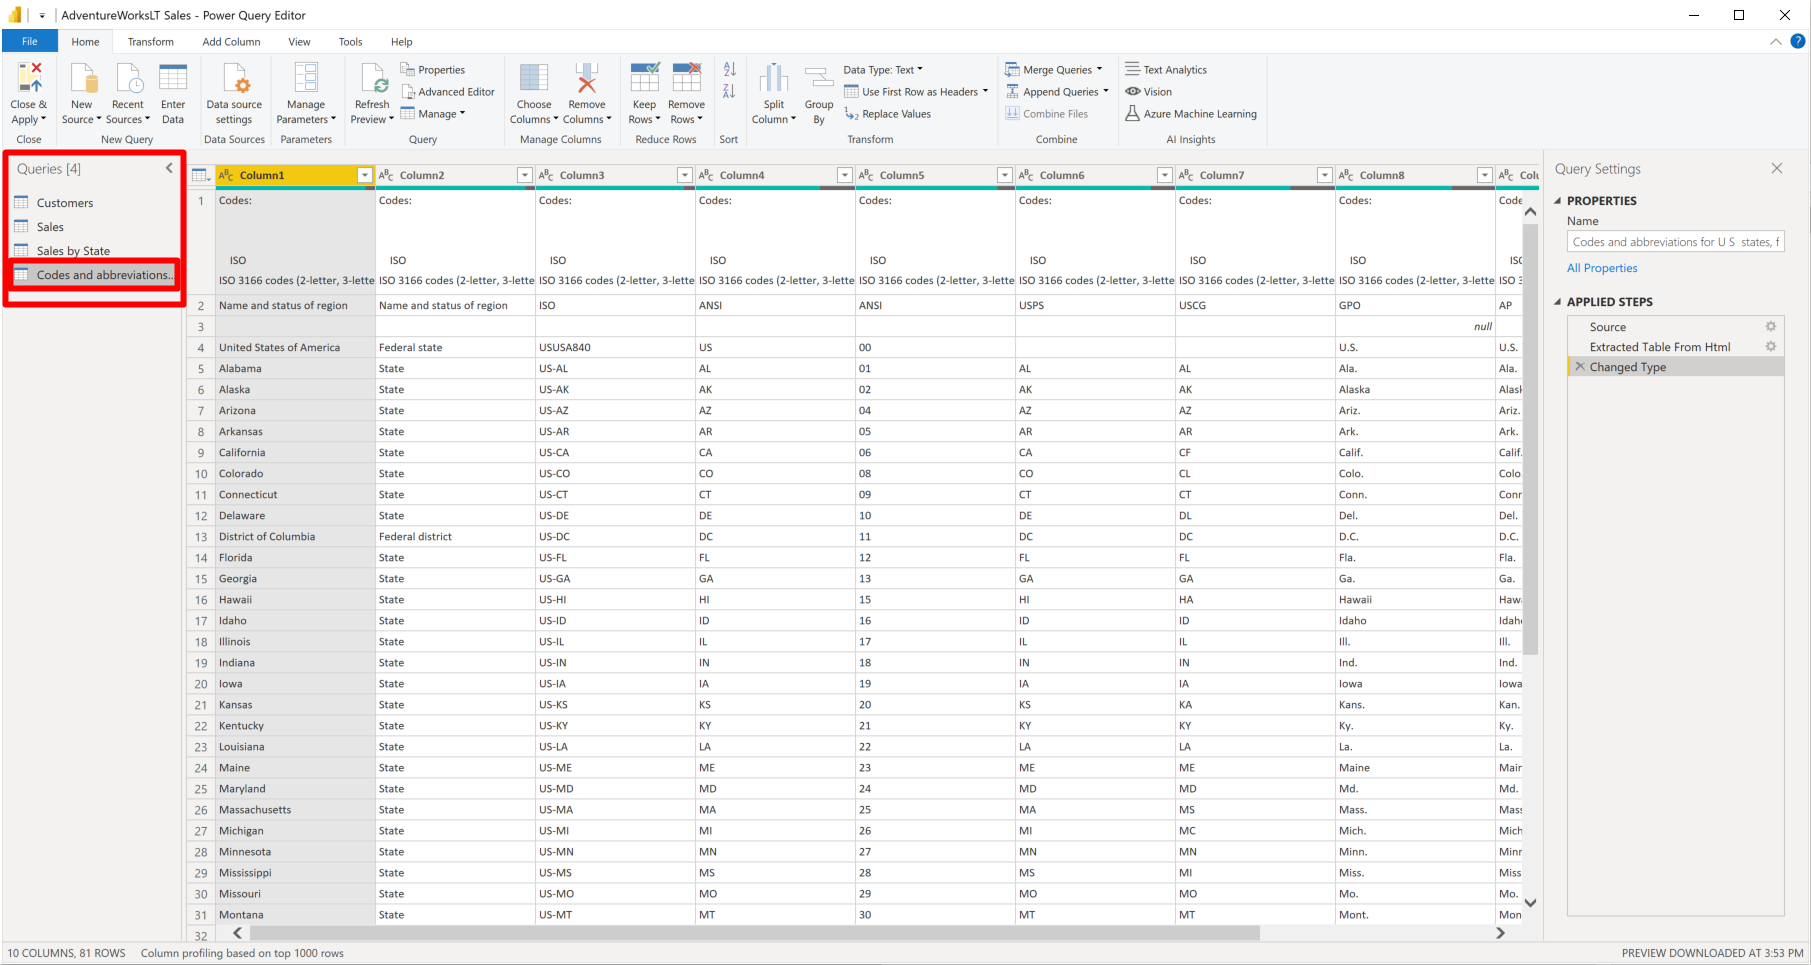 AdventureWorksLT Sales - Power Query Editor
File Home Transform Add Column View Tools Help
Close & Apply
Close
New Source
Recent Sources
Enter Data
New Query
Data source settings
Data Sources
Manage Parameters
Parameters
Refresh Preview
Properties
Advanced Editor
Manage
Query
Choose Columns
Remove Columns
Manage Columns
Keep Rows
Remove Rows
Reduce Rows
Sort
Split Column
Group By
Data Type: Text
Use First Row as Headers
Replace Values
Transform
Merge Queries
Append Queries
Combine Files
Combine
Text Analytics
Vision
Azure Machine Learning
AI Insights
Queries [4]
Customers
Sales
Sales by State
Codes and abbreviations...
Column1 Column2 Column3 Column4 Column5 Column6 Column7 Column8 Colu
1 Codes: Codes: Codes: Codes: Codes: Codes: Codes: Codes: Code
ISO ISO ISO ISO ISO ISO ISO ISO ISO
ISO 3166 codes (2-letter, 3-lette ISO 3166 codes (2-letter, 3-lette ISO 3166 codes (2-letter, 3-lette ISO 3166 codes (2-letter, 3-lette ISO 3166 codes (2-letter, 3-lette ISO 3166 codes (2-letter, 3-lette ISO 3166 codes (2-letter, 3-lette ISO 3166 codes (2-letter, 3-lette ISO 3
2 Name and status of region Name and status of region ISO ANSI ANSI USPS USCG GPO AP
3 null
4 United States of America Federal state USUSA840 US 00 U.S. U.S.
5 Alabama State US-AL AL 01 AL AL Ala. Ala.
6 Alaska State US-AK AK 02 AK AK Alaska Alask
7 Arizona State US-AZ AZ 04 AZ AZ Ariz. Ariz.
8 Arkansas State US-AR AR 05 AR AR Ark. Ark.
9 California State US-CA CA 06 CA CF Calif. Calif.
10 Colorado State US-CO CO 08 CO CL Colo. Colo
11 Connecticut State US-CT CT 09 CT CT Conn. Conn
12 Delaware State US-DE DE 10 DE DL Del. Del.
13 District of Columbia Federal district US-DC DC 11 DC DC D.C. D.C.
14 Florida State US-FL FL 12 FL FL Fla. Fla.
15 Georgia State US-GA GA 13 GA GA Ga. Ga.
16 Hawaii State US-HI HI 15 HI HA Hawaii Hawa
17 Idaho State US-ID ID 16 ID ID Idaho Idaho
18 Illinois State US-IL IL 17 IL IL Ill. Ill.
19 Indiana State US-IN IN 18 IN IN Ind. Ind.
20 Iowa State US-IA IA 19 IA IA Iowa Iowa
21 Kansas State US-KS KS 20 KS KA Kans. Kan.
22 Kentucky State US-KY KY 21 KY KY Ky. Ky.
23 Louisiana State US-LA LA 22 LA LA La. La.
24 Maine State US-ME ME 23 ME ME Maine Main
25 Maryland State US-MD MD 24 MD MD Md. Md.
26 Massachusetts State US-MA MA 25 MA MS Mass. Mass
27 Michigan State US-MI MI 26 MI MC Mich. Mich
28 Minnesota State US-MN MN 27 MN MN Minn. Minn
29 Mississippi State US-MS MS 28 MS MI Miss. Miss
30 Missouri State US-MO MO 29 MO MO Mo. Mo.
31 Montana State US-MT MT 30 MT MT Mont. Mon
32
Query Settings
PROPERTIES
Name
Codes and abbreviations for U S states, f
All Properties
APPLIED STEPS
Source
Extracted Table From Html
Changed Type
10 COLUMNS, 81 ROWS Column profiling based on top 1000 rows PREVIEW DOWNLOADED AT 3:53 PM